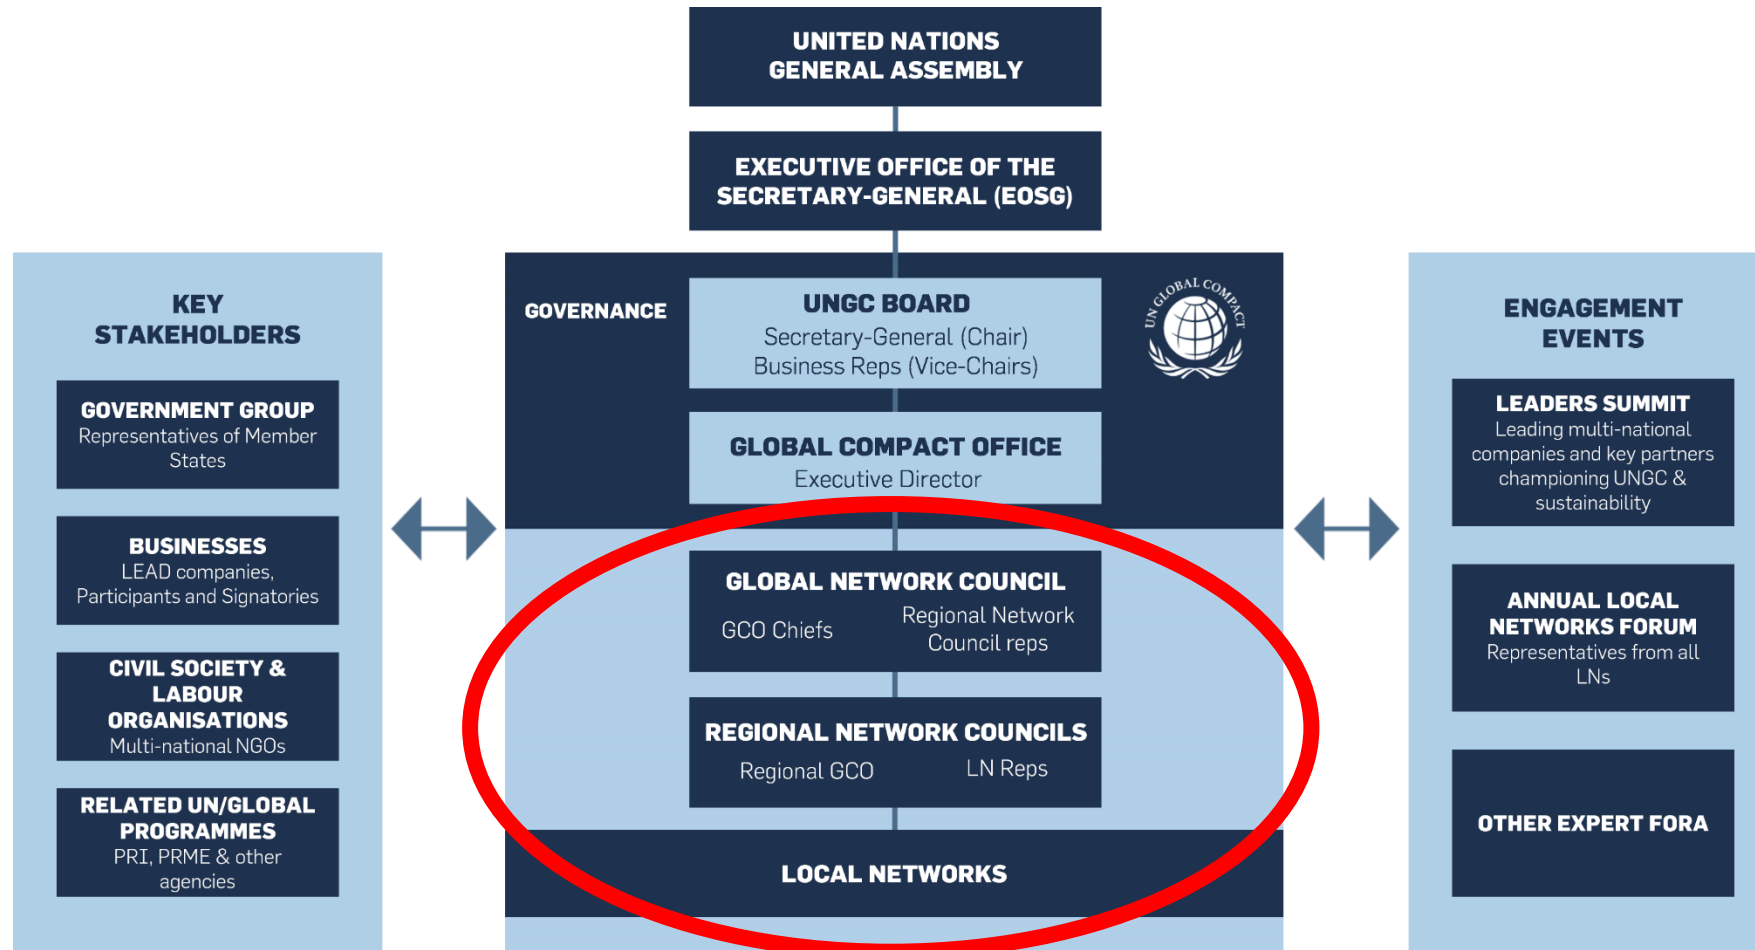 UNITED NATIONS
GENERAL ASSEMBLY
EXECUTIVE OFFICE OF THE
SECRETARY-GENERAL (EOSG)
KEY
STAKEHOLDERS
GOVERNMENT GROUP
Representatives of Member
States
BUSINESSES
LEAD companies,
Participants and Signatories
CIVIL SOCIETY &
LABOUR
ORGANISATIONS
Multi-national NGOs
RELATED UN/GLOBAL
PROGRAMMES
PRI, PRME & other
agencies
GOVERNANCE
UNGC BOARD
Secretary-General (Chair)
Business Reps (Vice-Chairs)
UN GLOBAL COMPACT
GLOBAL COMPACT OFFICE
Executive Director
GLOBAL NETWORK COUNCIL
GCO Chiefs
Regional Network
Council reps
REGIONAL NETWORK COUNCILS
Regional GCO
LN Reps
LOCAL NETWORKS
ENGAGEMENT
EVENTS
LEADERS SUMMIT
Leading multi-national
companies and key partners
championing UNGC &
sustainability
ANNUAL LOCAL
NETWORKS FORUM
Representatives from all
LNs
OTHER EXPERT FORA